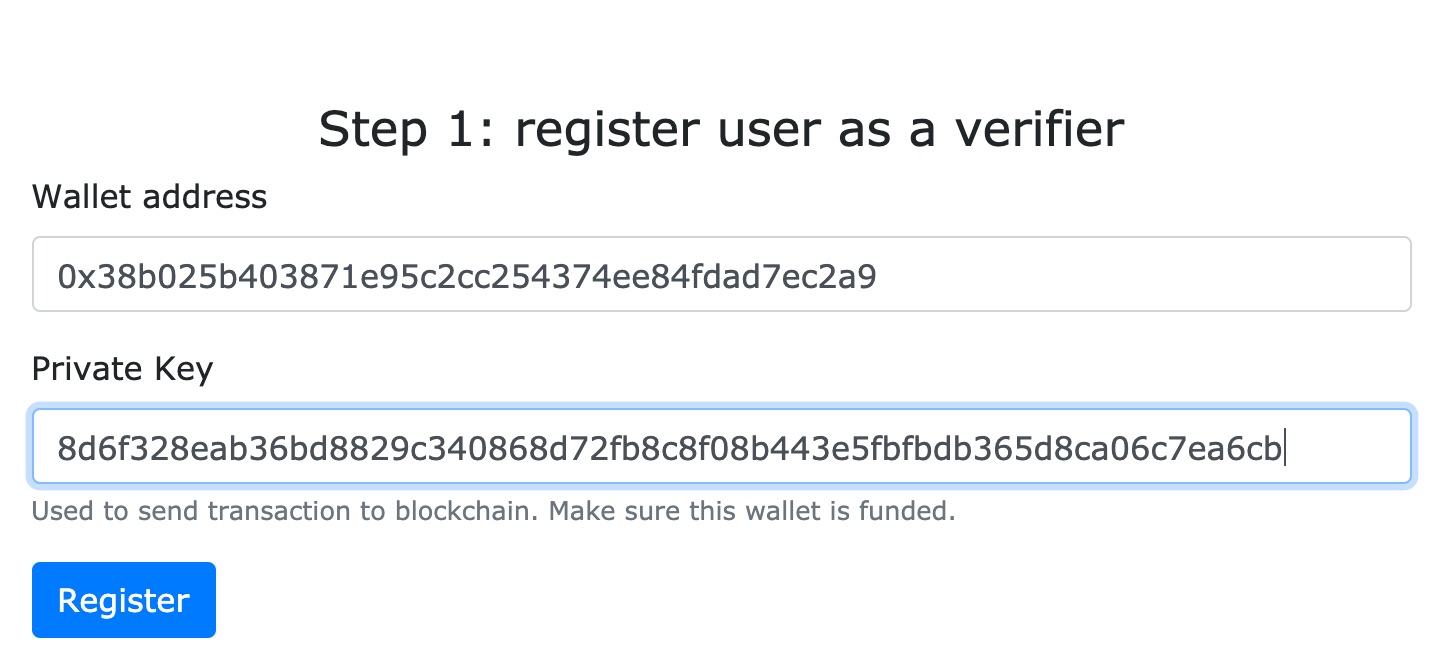 Step 1: register user as a verifier
Wallet address
0x38b025b403871e95c2cc254374ee84fdad7ec2a9
Private Key
8d6f328eab36bd8829c340868d72fb8c8f08b443e5fbfbdb365d8ca06c7ea6cb
Used to send transaction to blockchain. Make sure this wallet is funded.
Register